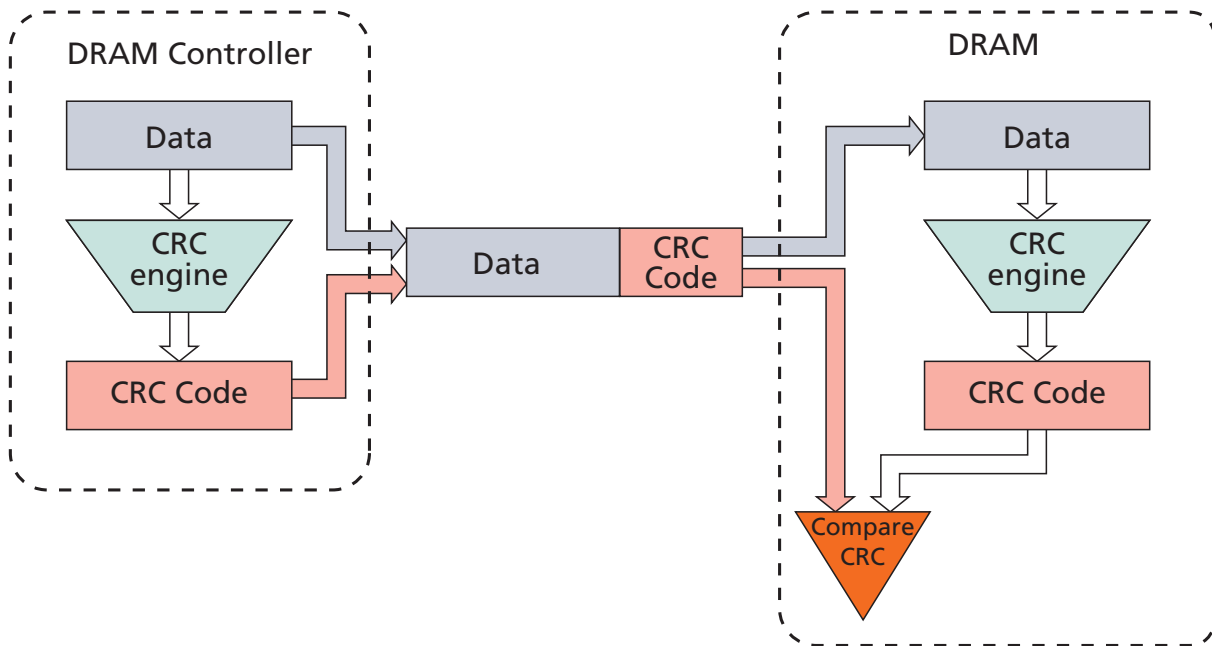 DRAM Controller
Data
CRC
engine
CRC Code
Data
CRC
Code
DRAM
Data
CRC
engine
CRC Code
Compare
CRC